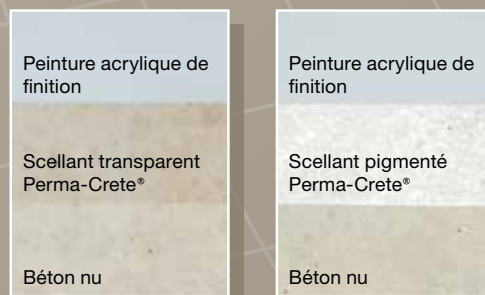 Peinture acrylique de
finition
Scellant transparent
Perma-Crete®
Béton nu
Peinture acrylique de
finition
Scellant pigmenté
Perma-Crete®
Béton nu